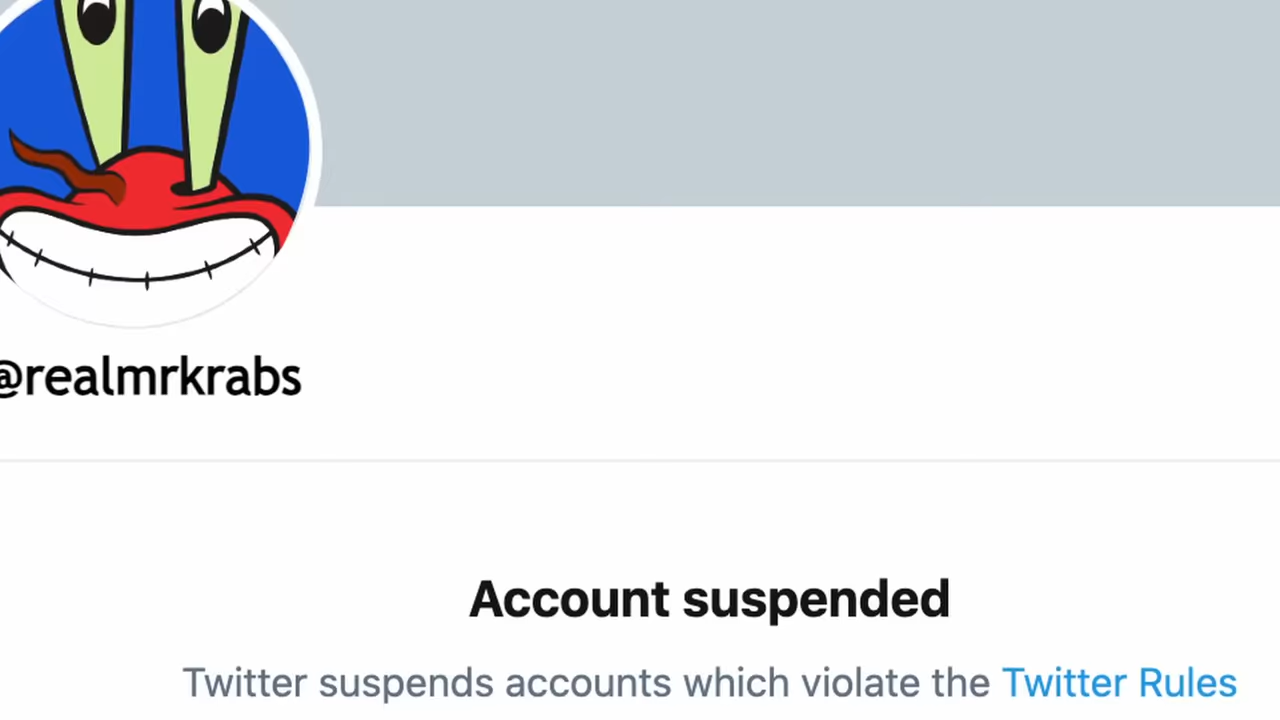 @realmrkrabs
Account suspended
Twitter suspends accounts which violate the Twitter Rules